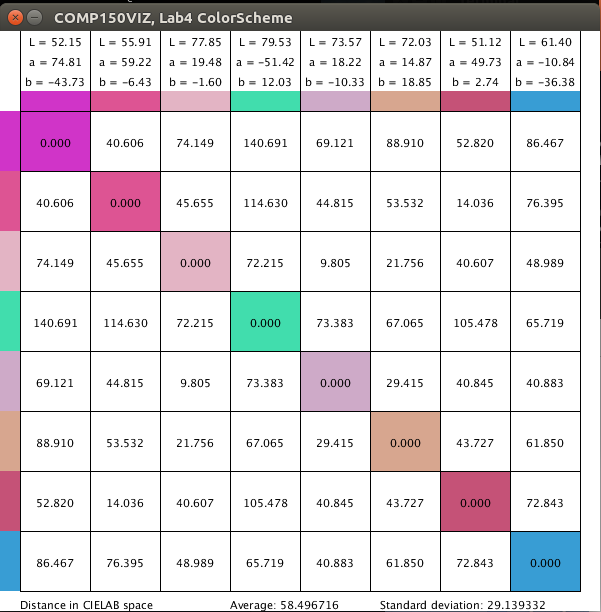 COMP150VIZ, Lab4 ColorScheme
L = 52.15 L = 55.91 L = 77.85 L = 79.53 L = 73.57 L = 72.03 L = 51.12 L = 61.40
a = 74.81 a = 59.22 a = 19.48 a = −51.42 a = 18.22 a = 14.87 a = 49.73 a = −10.84
b = −43.73 b = −6.43 b = −1.60 b = 12.03 b = −10.33 b = 18.85 b = 2.74 b = −36.38
0.000 40.606 74.149 140.691 69.121 88.910 52.820 86.467
40.606 0.000 45.655 114.630 44.815 53.532 14.036 76.395
74.149 45.655 0.000 72.215 9.805 21.756 40.607 48.989
140.691 114.630 72.215 0.000 73.383 67.065 105.478 65.719
69.121 44.815 9.805 73.383 0.000 29.415 40.845 40.883
88.910 53.532 21.756 67.065 29.415 0.000 43.727 61.850
52.820 14.036 40.607 105.478 40.845 43.727 0.000 72.843
86.467 76.395 48.989 65.719 40.883 61.850 72.843 0.000
Distance in CIELAB space Average: 58.496716 Standard deviation: 29.139332